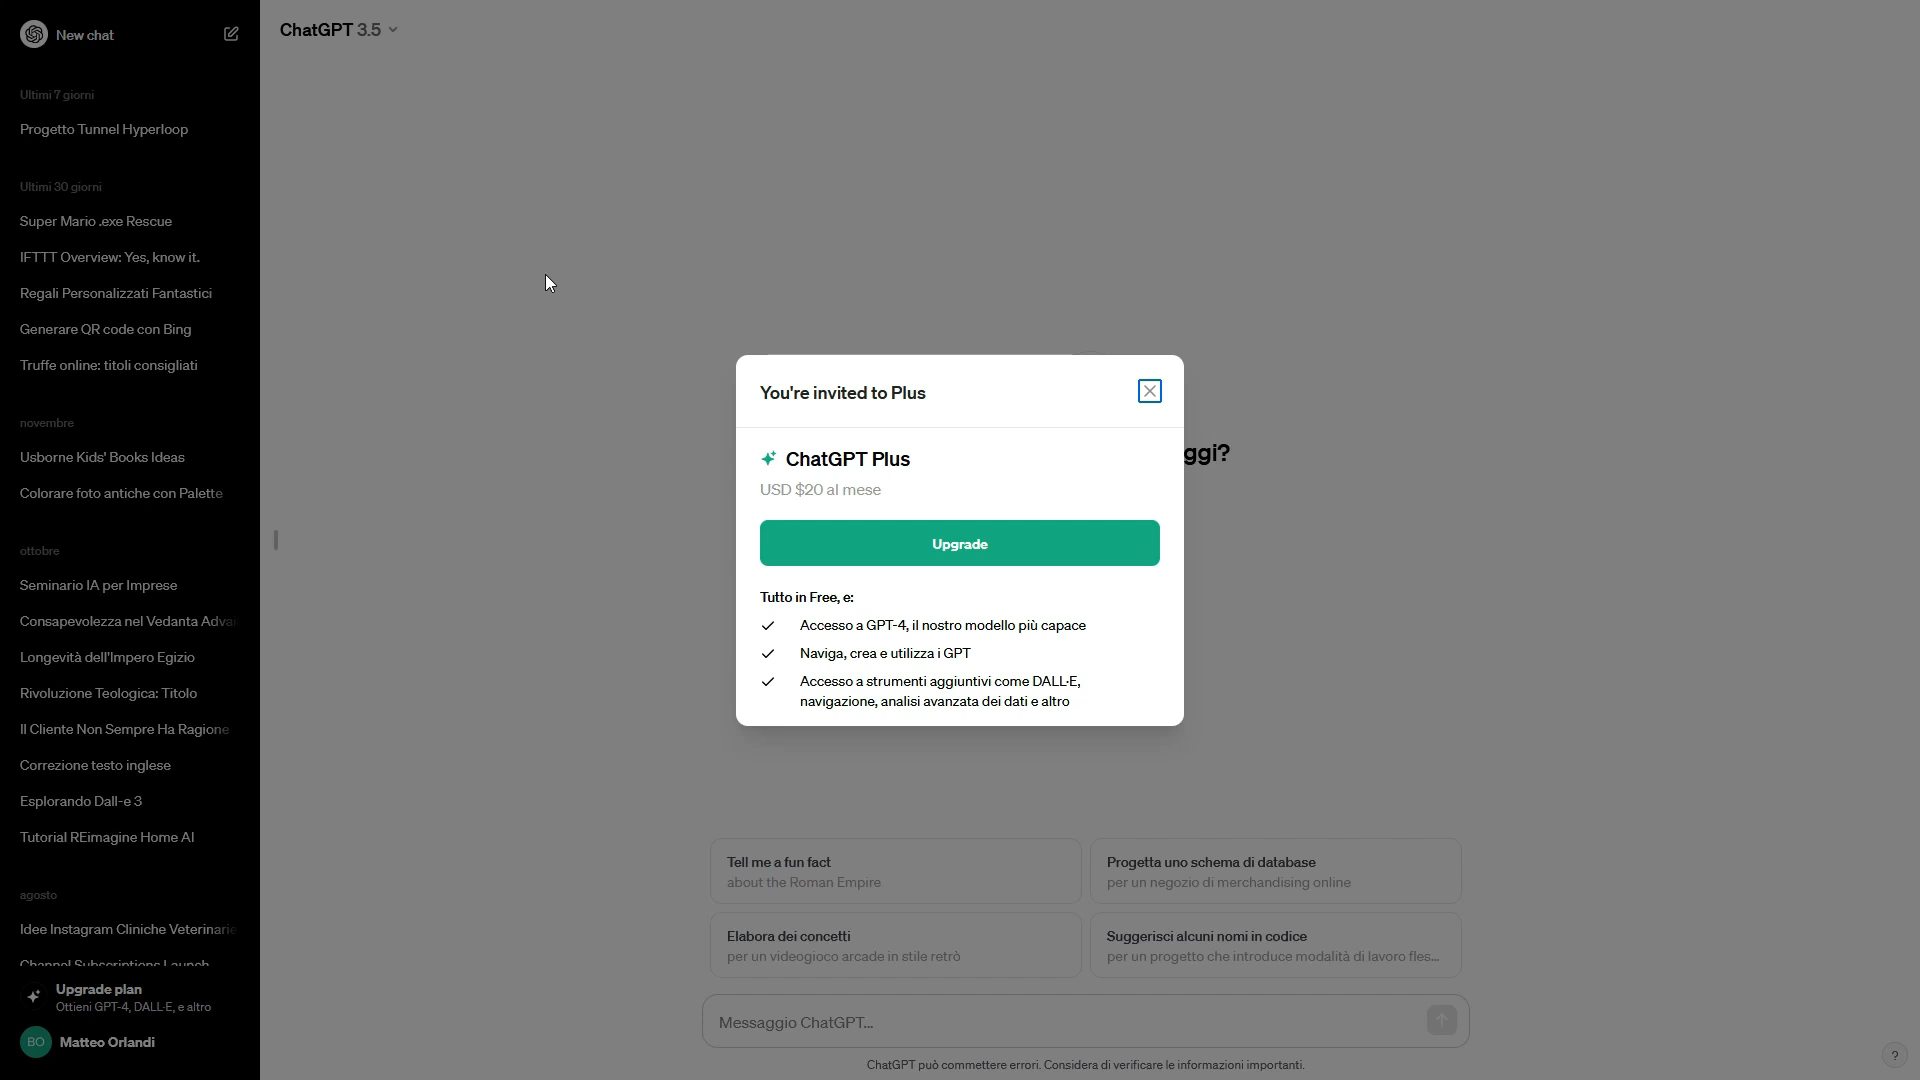 New chat
Ultimi 7 giorni
Progetto Tunnel Hyperloop
Ultimi 30 giorni
Super Mario .exe Rescue
IFTTT Overview: Yes, know it.
Regali Personalizzati Fantastici
Generare QR code con Bing
Truffe online: titoli consigliati
novembre
Usborne Kids' Books Ideas
Colorare foto antiche con Palette
ottobre
Seminario IA per Imprese
Consapevolezza nel Vedanta Advai
Longevità dell'Impero Egizio
Rivoluzione Teologica: Titolo
Il Cliente Non Sempre Ha Ragione
Correzione testo inglese
Esplorando Dall-e 3
Tutorial REimagine Home AI
agosto
Idee Instagram Cliniche Veterinarie
Channel Subscriptions Launch
Upgrade plan
Ottieni GPT-4, DALL·E, e altro
BO Matteo Orlandi
ChatGPT 3.5
ggi?
You're invited to Plus
ChatGPT Plus
USD $20 al mese
Upgrade
Tutto in Free, e:
Accesso a GPT-4, il nostro modello più capace
Naviga, crea e utilizza i GPT
Accesso a strumenti aggiuntivi come DALL·E,
navigazione, analisi avanzata dei dati e altro
Tell me a fun fact
about the Roman Empire
Progetta uno schema di database
per un negozio di merchandising online
Elabora dei concetti
per un videogioco arcade in stile retrò
Suggerisci alcuni nomi in codice
per un progetto che introduce modalità di lavoro fles...
Messaggio ChatGPT...
ChatGPT può commettere errori. Considera di verificare le informazioni importanti.
?